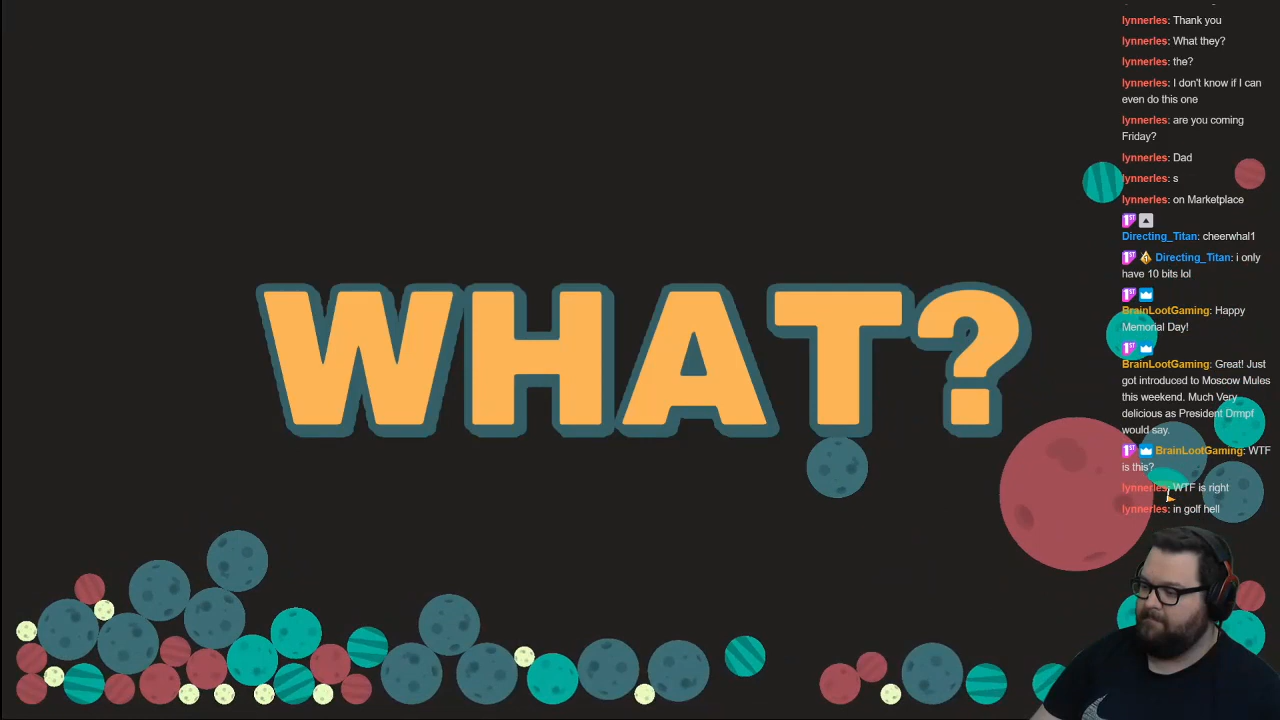 lynnerles: Thank you
lynnerles: What they?
lynnerles: the?
lynnerles: I don't know if I can
even do this one
lynnerles: are you coming
Friday?
lynnerles: Dad
lynnerles: s
lynnerles: on Marketplace
Directing_Titan: cheerwhal1
Directing_Titan: i only
have 10 bits lol
BrainLootGaming: Happy
Memorial Day!
BrainLootGaming: Great! Just
got introduced to Moscow Mules
this weekend. Much Very
delicious as President Drmpf
would say.
BrainLootGaming: WTF
is this?
lynnerles: WTF is right
lynnerles: in golf hell
WHAT?